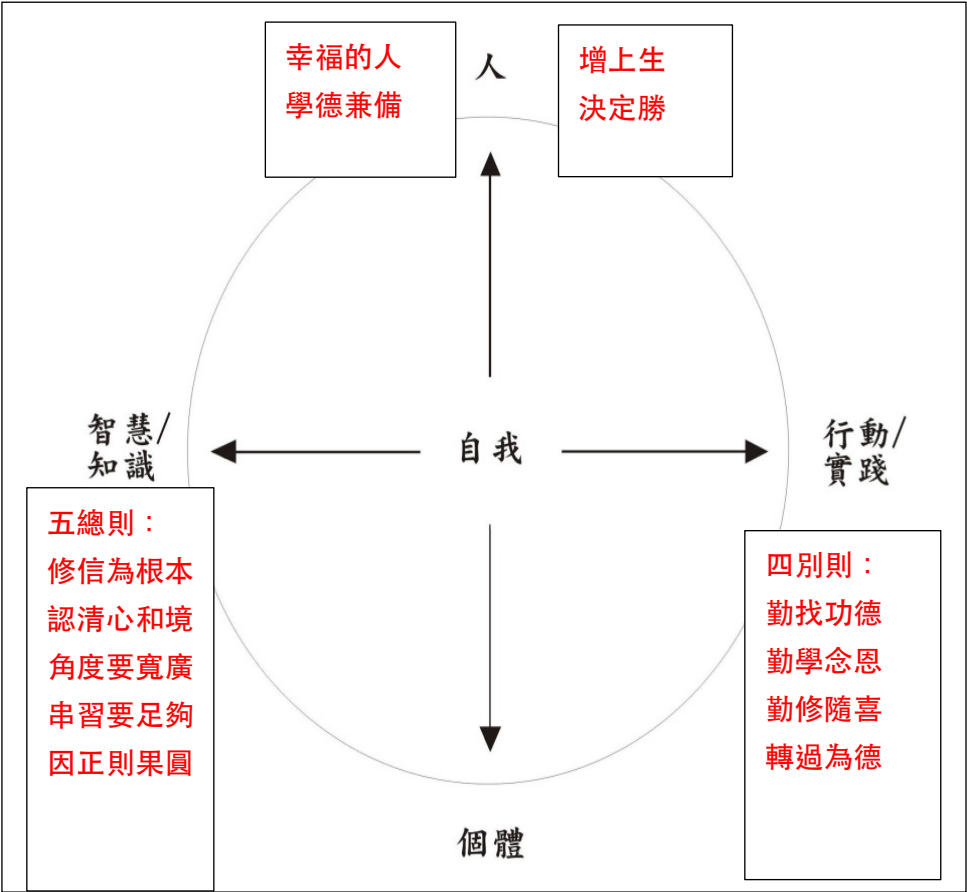 幸福的人
學德兼備
人
增上生
決定勝
智慧/
知識
自我
行動/
實踐
五總則：
修信為根本
認清心和境
角度要寬廣
串習要足夠
因正則果圓
四別則：
勤找功德
勤學念恩
勤修隨喜
轉過為德
個體